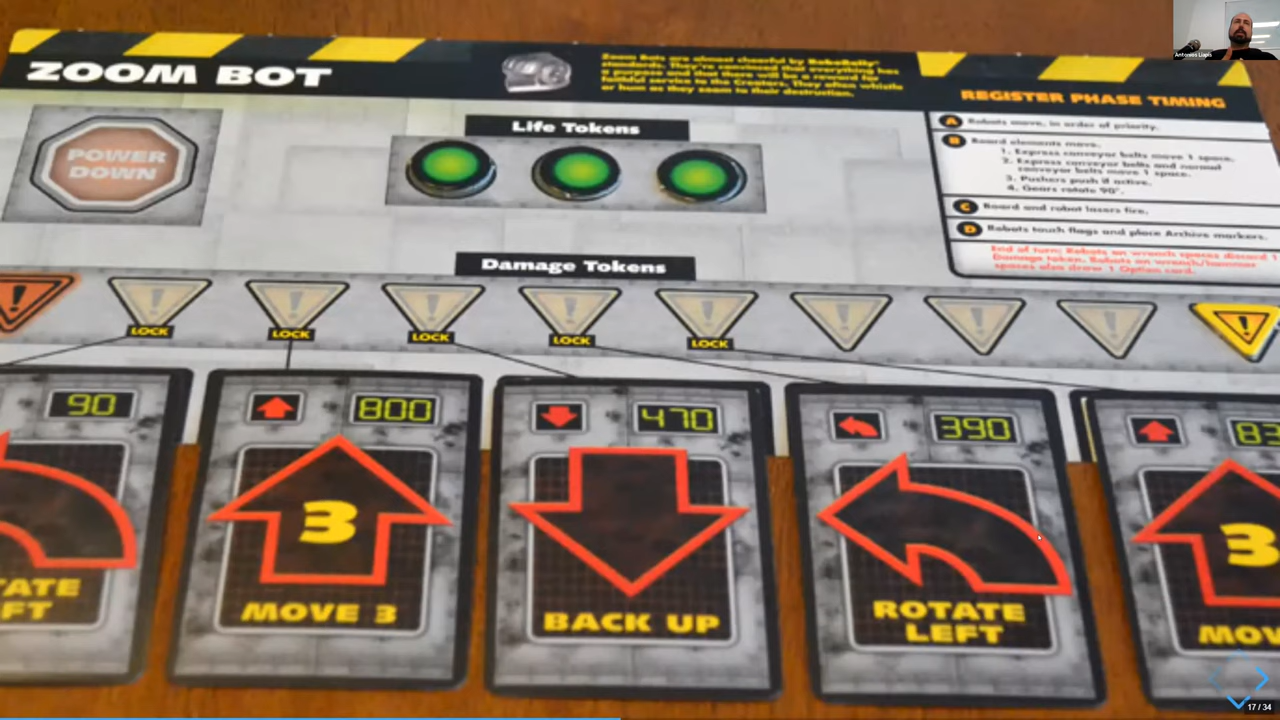 Antonios Liapis
ZOOM BOT
Zoom Bots are almost cheerful by RoboRally
standards. They're convinced that everything has
a purpose and that there will be a reward for
faithful service to the Creators. They often whistle
or hum as they zoom to their destruction.
REGISTER PHASE TIMING
A Robots move, in order of priority.
B Board elements move.
1. Express conveyor belts move 1 space.
2. Express conveyor belts and normal
conveyor belts move 1 space.
3. Pushers push if active.
4. Gears rotate 90°.
C Board and robot lasers fire.
D Robots touch flags and place Archive markers.
End of turn: Robots on wrench spaces discard 1
Damage token. Robots on wrench/hammer
spaces also draw 1 Option card.
POWER
DOWN
Life Tokens
Damage Tokens
LOCK
LOCK
LOCK
LOCK
LOCK
90
800
470
390
83
3
3
TATE
FT
MOVE 3
BACK UP
ROTATE
LEFT
MOV
17 / 34